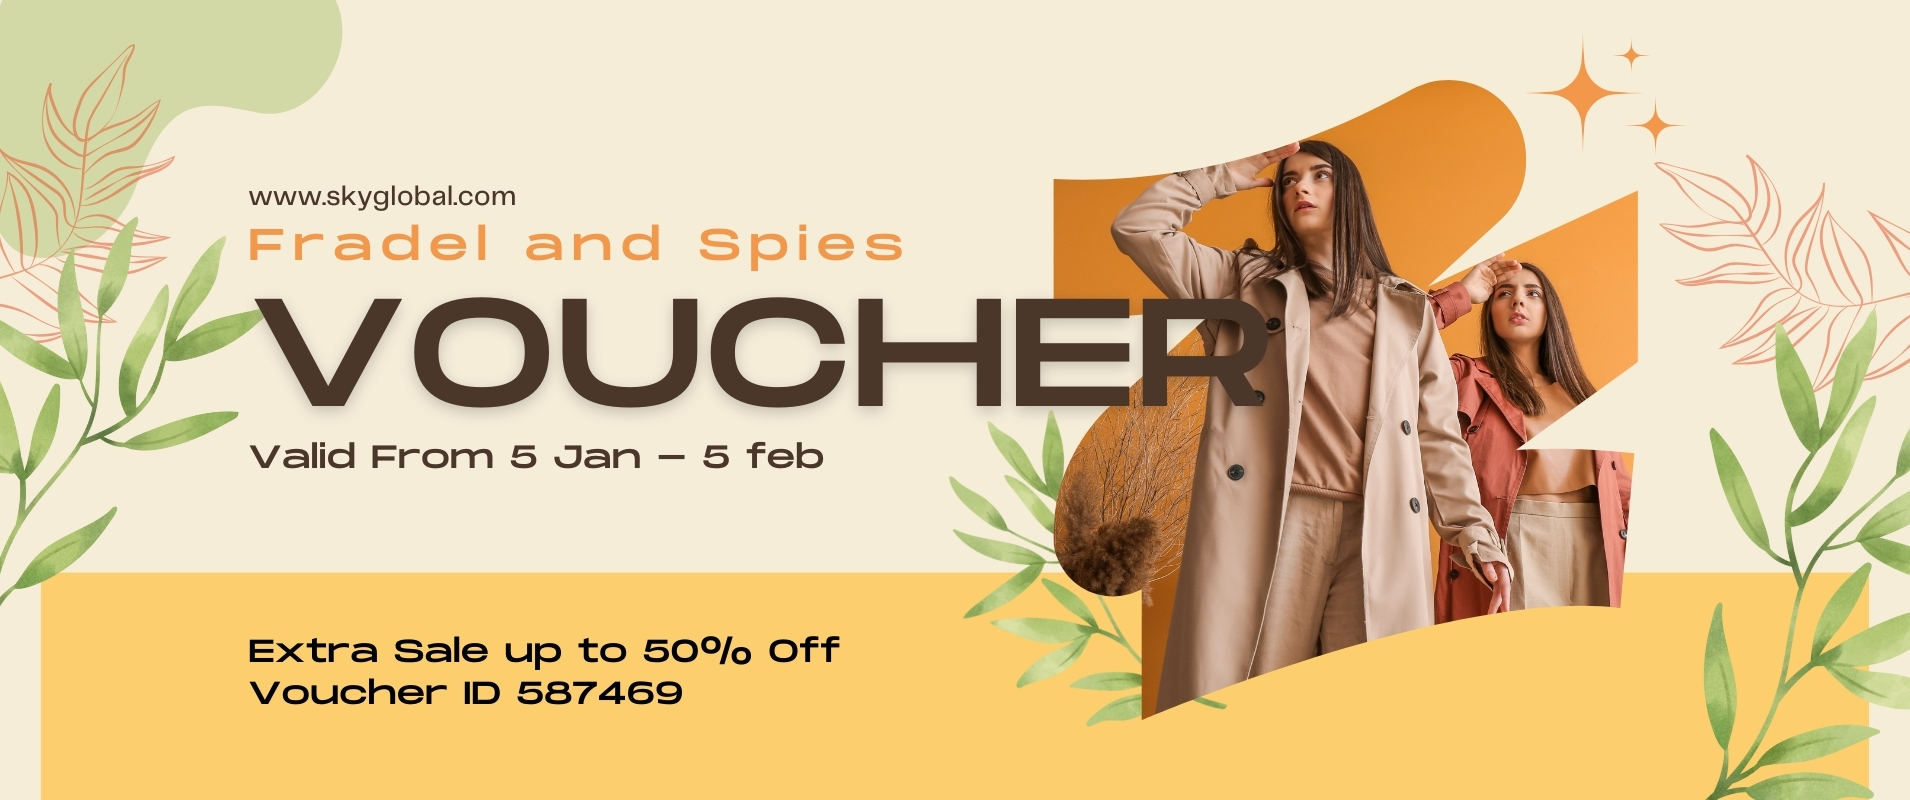 www.skyglobal.com
Fradel and Spies
VOUCHER
Valid From 5 Jan - 5 feb
Extra Sale up to 50% Off
Voucher ID 587469